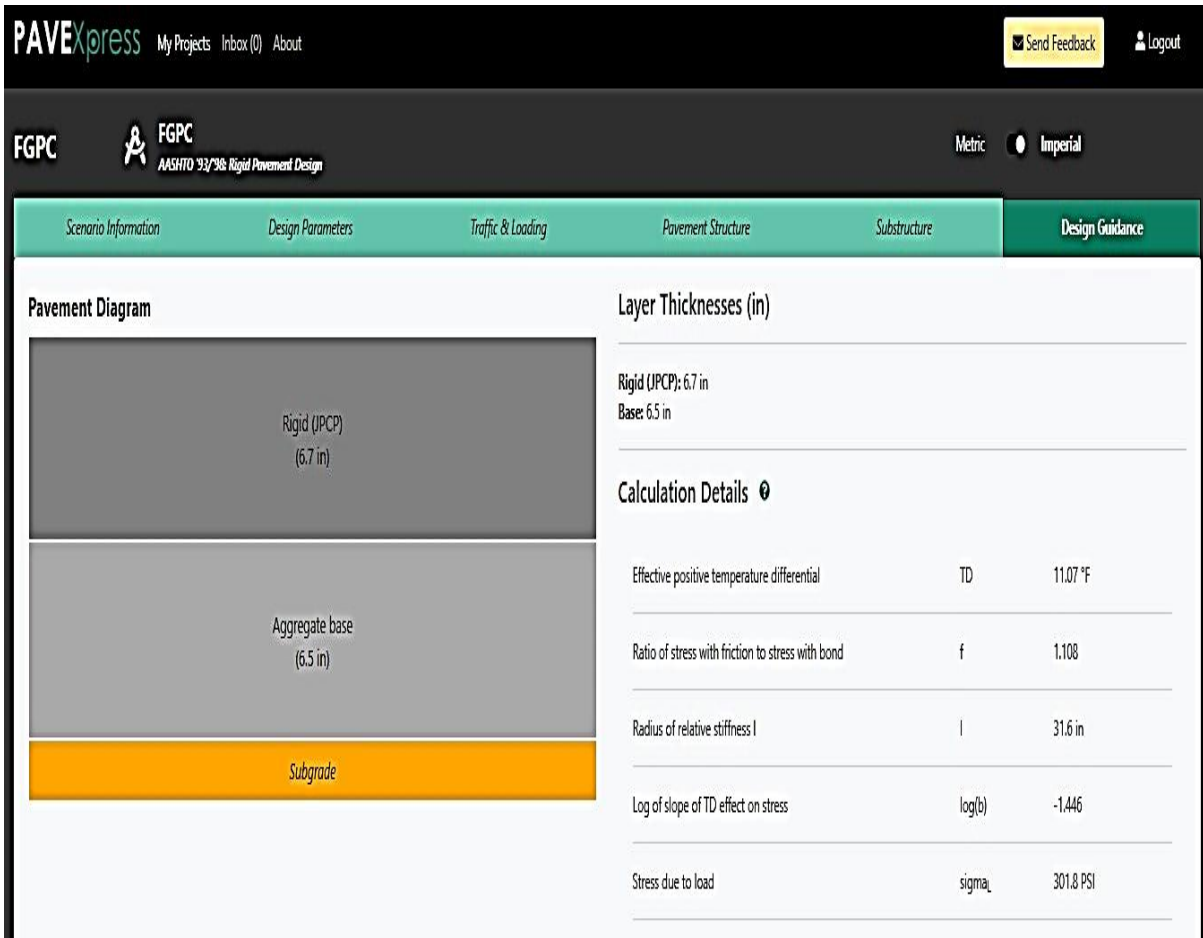 PAVEXpress My Projects Inbox (0) About Send Feedback Logout
FGPC
FGPC
AASHTO '93/'98: Rigid Pavement Design
Metric Imperial
Scenario Information Design Parameters Traffic & Loading Pavement Structure Substructure Design Guidance
Pavement Diagram
Rigid (JPCP)
(6.7 in)
Aggregate base
(6.5 in)
Subgrade
Layer Thicknesses (in)
Rigid (JPCP): 6.7 in
Base: 6.5 in
Calculation Details ?
Effective positive temperature differential TD 11.07 °F
Ratio of stress with friction to stress with bond f 1.108
Radius of relative stiffness l l 31.6 in
Log of slope of TD effect on stress log(b) -1.446
Stress due to load sigmaL 301.8 PSI